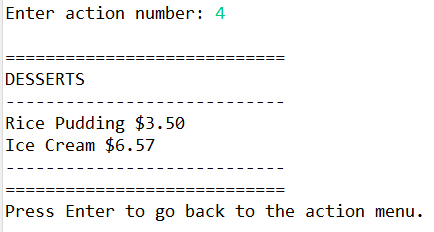 Enter action number: 4
============================
DESSERTS
----------------------------
Rice Pudding $3.50
Ice Cream $6.57
----------------------------
============================
Press Enter to go back to the action menu.